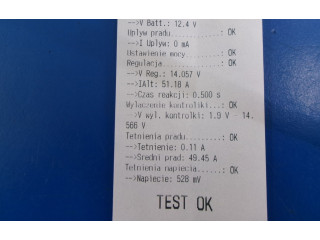 -->V Batt.: 12.4 V
Uplyw pradu..........: OK
-->I Uplyw: 0 mA
Ustawienie mocy......: OK
Regulacja............: OK
-->V Reg.: 14.057 V
-->IAlt: 51.18 A
-->Czas reakcji: 0.500 s
Wylaczenie kontrolki...: OK
-->V wyl. kontrolki: 1.9 V - 14.
566 V
Tetnienia pradu........: OK
-->Tetnienie: 0.11 A
-->Sredni prad: 49.45 A
Tetnienia napiecia.....: OK
-->Napiecie: 528 mV
TEST OK